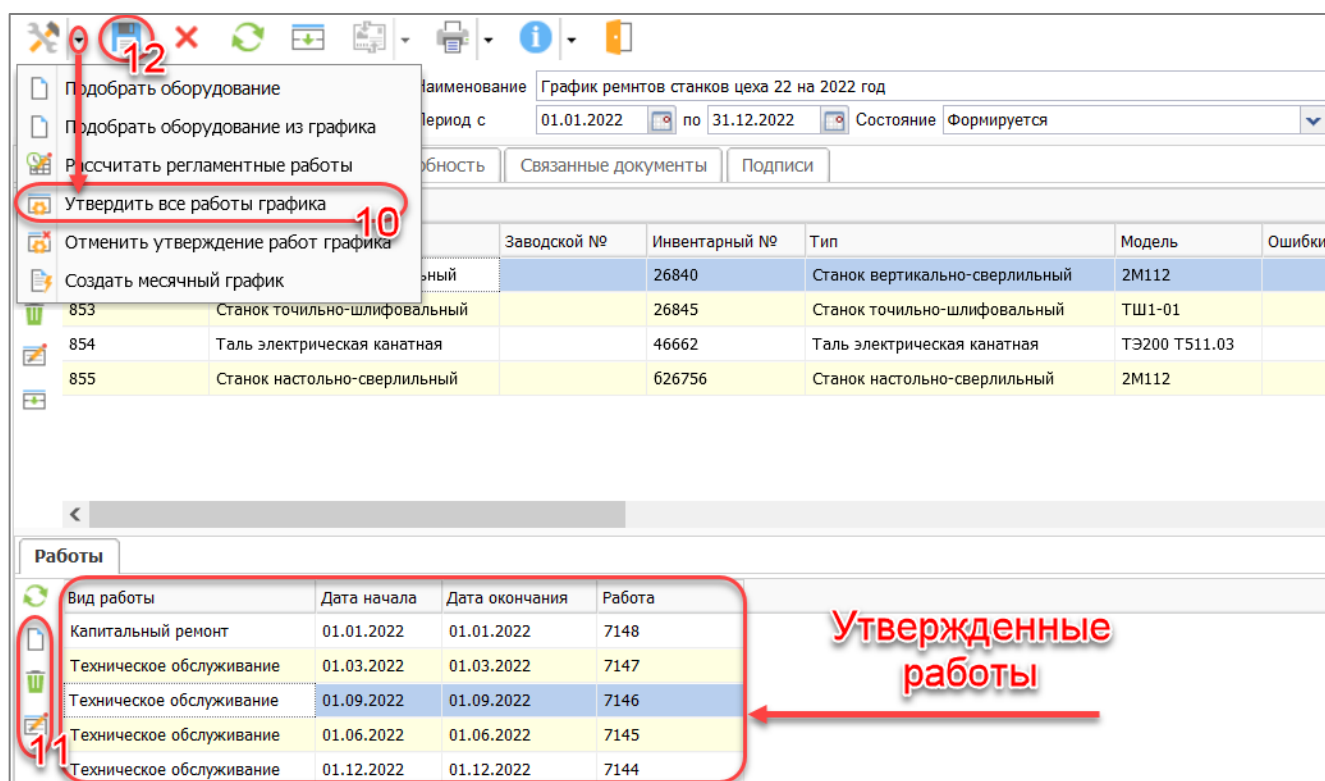 12
Подобрать оборудование
Наименование График ремнтов станков цеха 22 на 2022 год
Подобрать оборудование из графика
Период с 01.01.2022 по 31.12.2022 Состояние Формируется
Рассчитать регламентные работы
бность Связанные документы Подписи
Утвердить все работы графика
10
Отменить утверждение работ графика
Заводской № Инвентарный № Тип Модель Ошибки
Создать месячный график
ьный 26840 Станок вертикально-сверлильный 2М112
853 Станок точильно-шлифовальный 26845 Станок точильно-шлифовальный ТШ1-01
854 Таль электрическая канатная 46662 Таль электрическая канатная ТЭ200 Т511.03
855 Станок настольно-сверлильный 626756 Станок настольно-сверлильный 2М112
Работы
Вид работы Дата начала Дата окончания Работа
Капитальный ремонт 01.01.2022 01.01.2022 7148
Техническое обслуживание 01.03.2022 01.03.2022 7147
Техническое обслуживание 01.09.2022 01.09.2022 7146
Техническое обслуживание 01.06.2022 01.06.2022 7145
Техническое обслуживание 01.12.2022 01.12.2022 7144
11
Утвержденные
работы